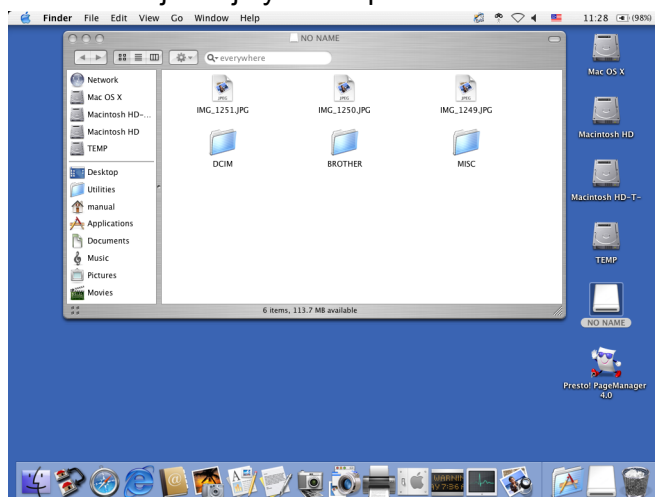 Finder File Edit View Go Window Help 11:28 (98%)
NO NAME
everywhere
Network
Mac OS X
Macintosh HD-...
Macintosh HD
TEMP
Desktop
Utilities
manual
Applications
Documents
Music
Pictures
Movies
JPEG
IMG_1251.JPG
JPEG
IMG_1250.JPG
JPEG
IMG_1249.JPG
DCIM
BROTHER
MISC
6 items, 113.7 MB available
Mac OS X
Macintosh HD
Macintosh HD-T-
TEMP
NO NAME
Presto! PageManager
4.0